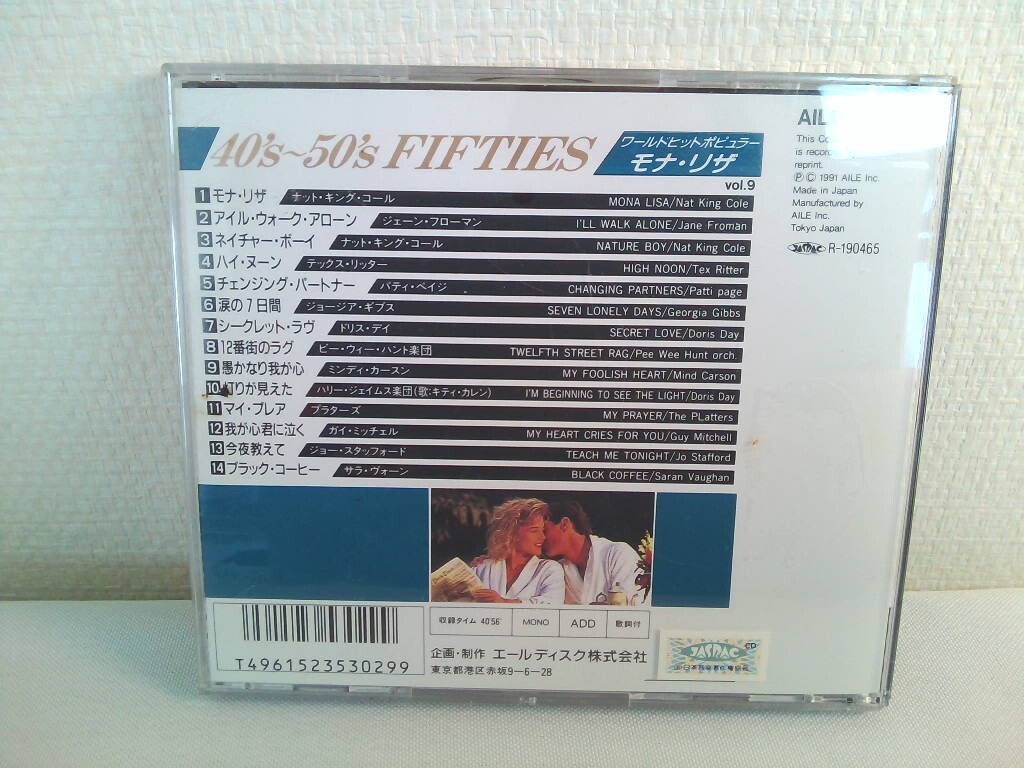 40's~50's FIFTIES
ワールドヒットポピュラー
モナ・リザ
vol.9
1 モナ・リザ ナット・キング・コール MONA LISA/Nat King Cole
2 アイル・ウォーク・アローン ジェーン・フローマン I'LL WALK ALONE/Jane Froman
3 ネイチャー・ボーイ ナット・キング・コール NATURE BOY/Nat King Cole
4 ハイ・ヌーン テックス・リッター HIGH NOON/Tex Ritter
5 チェンジング・パートナー パティ・ペイジ CHANGING PARTNERS/Patti page
6 涙の7日間 ジョージア・ギブス SEVEN LONELY DAYS/Georgia Gibbs
7 シークレット・ラヴ ドリス・デイ SECRET LOVE/Doris Day
8 12番街のラグ ピー・ウィー・ハント楽団 TWELFTH STREET RAG/Pee Wee Hunt orch.
9 愚かなり我が心 ミンディ・カースン MY FOOLISH HEART/Mind Carson
10 灯りが見えた ハリー・ジェイムス楽団(歌:キティ・カレン) I'M BEGINNING TO SEE THE LIGHT/Doris Day
11 マイ・プレア プラターズ MY PRAYER/The PLatters
12 我が心君に泣く ガイ・ミッチェル MY HEART CRIES FOR YOU/Guy Mitchell
13 今夜教えて ジョー・スタッフォード TEACH ME TONIGHT/Jo Stafford
14 ブラック・コーヒー サラ・ヴォーン BLACK COFFEE/Saran Vaughan
AIL
This Co
is recor
reprint.
Ⓟ Ⓒ 1991 AILE Inc.
Made in Japan
Manufactured by
AILE Inc.
Tokyo Japan
JASRAC R-190465
T4961523530299
収録タイム 40'56" MONO ADD 歌詞付
企画・制作 エールディスク株式会社
東京都港区赤坂9-6-28
JASRAC CD
日本音楽著作権協会